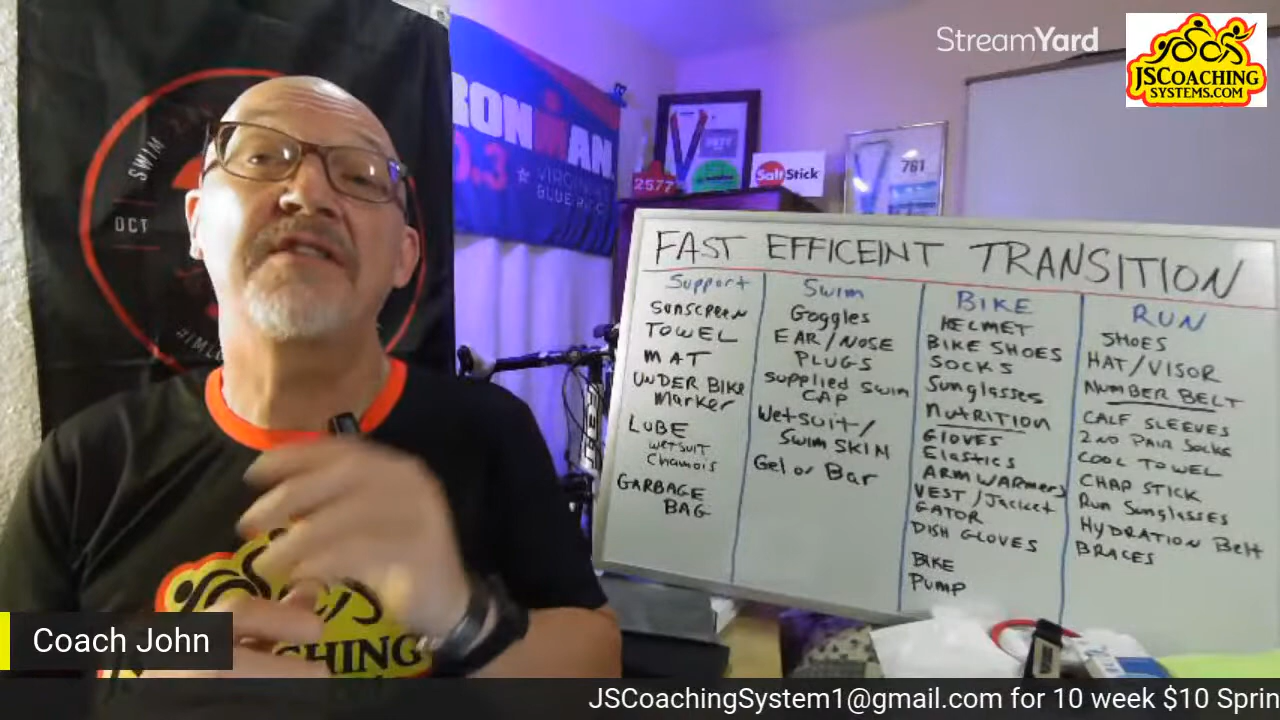 StreamYard
JSCOACHING
SYSTEMS.COM
IRONMAN
0.3
VIRGINIA'S
BLUE RIDGE
SWIM
OCT
2577
SaltStick
761
FAST EFFICEINT TRANSITION
Support
SUNSCREEN
TOWEL
MAT
UNDER BIKE
MARKER
LUBE
WETSUIT
CHAMOIS
GARBAGE
BAG
Swim
Goggles
EAR/NOSE
PLUGS
Supplied Swim
CAP
Wetsuit/
Swim SKIN
Gel or Bar
BIKE
HELMET
BIKE SHOES
SOCKS
Sunglasses
NUTRITION
GLOVES
Elastics
ARM WARMERS
VEST/Jacket
GATOR
DISH GLOVES
BIKE
PUMP
RUN
SHOES
HAT/VISOR
NUMBER BELT
CALF SLEEVES
2ND PAIR SOCKS
COOL TOWEL
CHAP STICK
RUN SUNGLASSES
HYDRATION Belt
BRACES
CHING
Coach John
JSCoachingSystem1@gmail.com for 10 week $10 Sprin